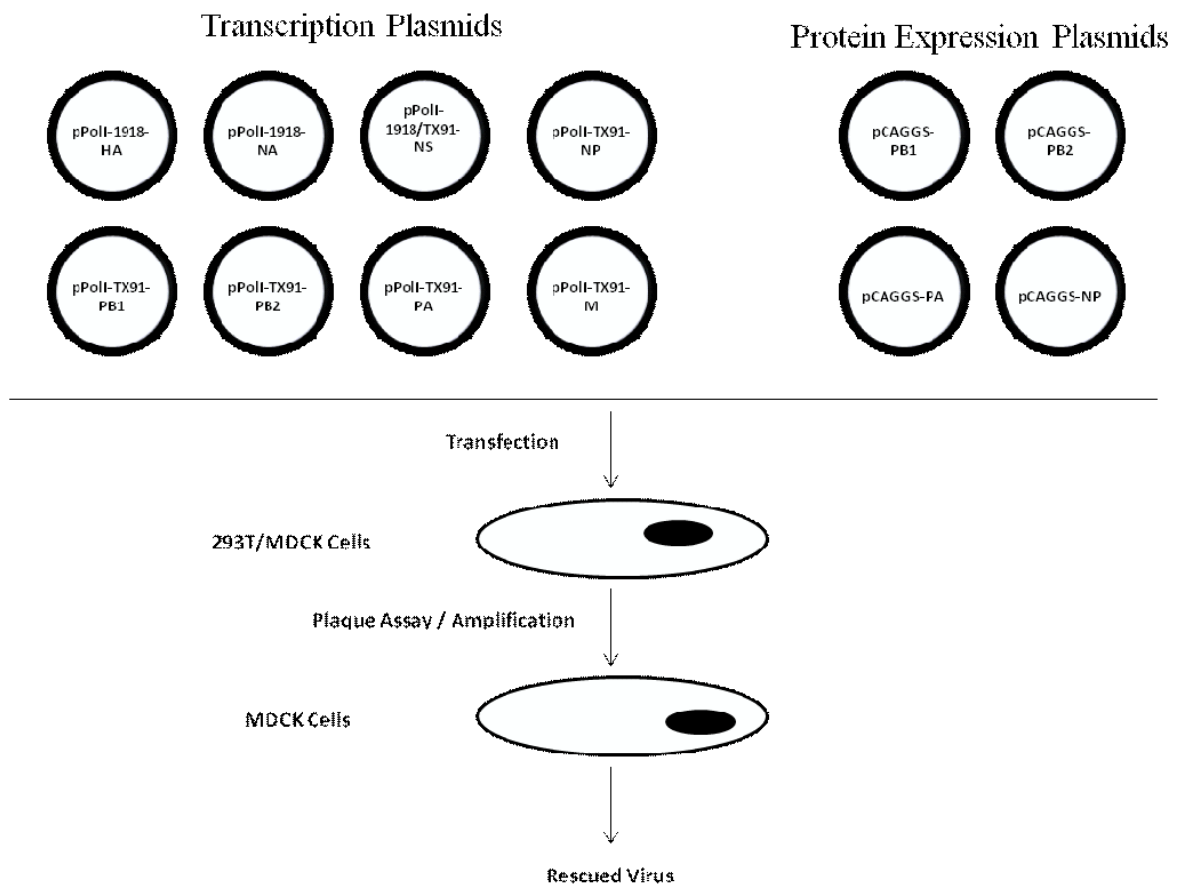 Transcription Plasmids
Protein Expression Plasmids
pPolI-1918-
HA
pPolI-1918-
NA
pPolI-
1918/TX91-
NS
pPolI-TX91-
NP
pCAGGS-
PB1
pCAGGS-
PB2
pPolI-TX91-
PB1
pPolI-TX91-
PB2
pPolI-TX91-
PA
pPolI-TX91-
M
pCAGGS-PA
pCAGGS-NP
Transfection
293T/MDCK Cells
Plaque Assay / Amplification
MDCK Cells
Rescued Virus